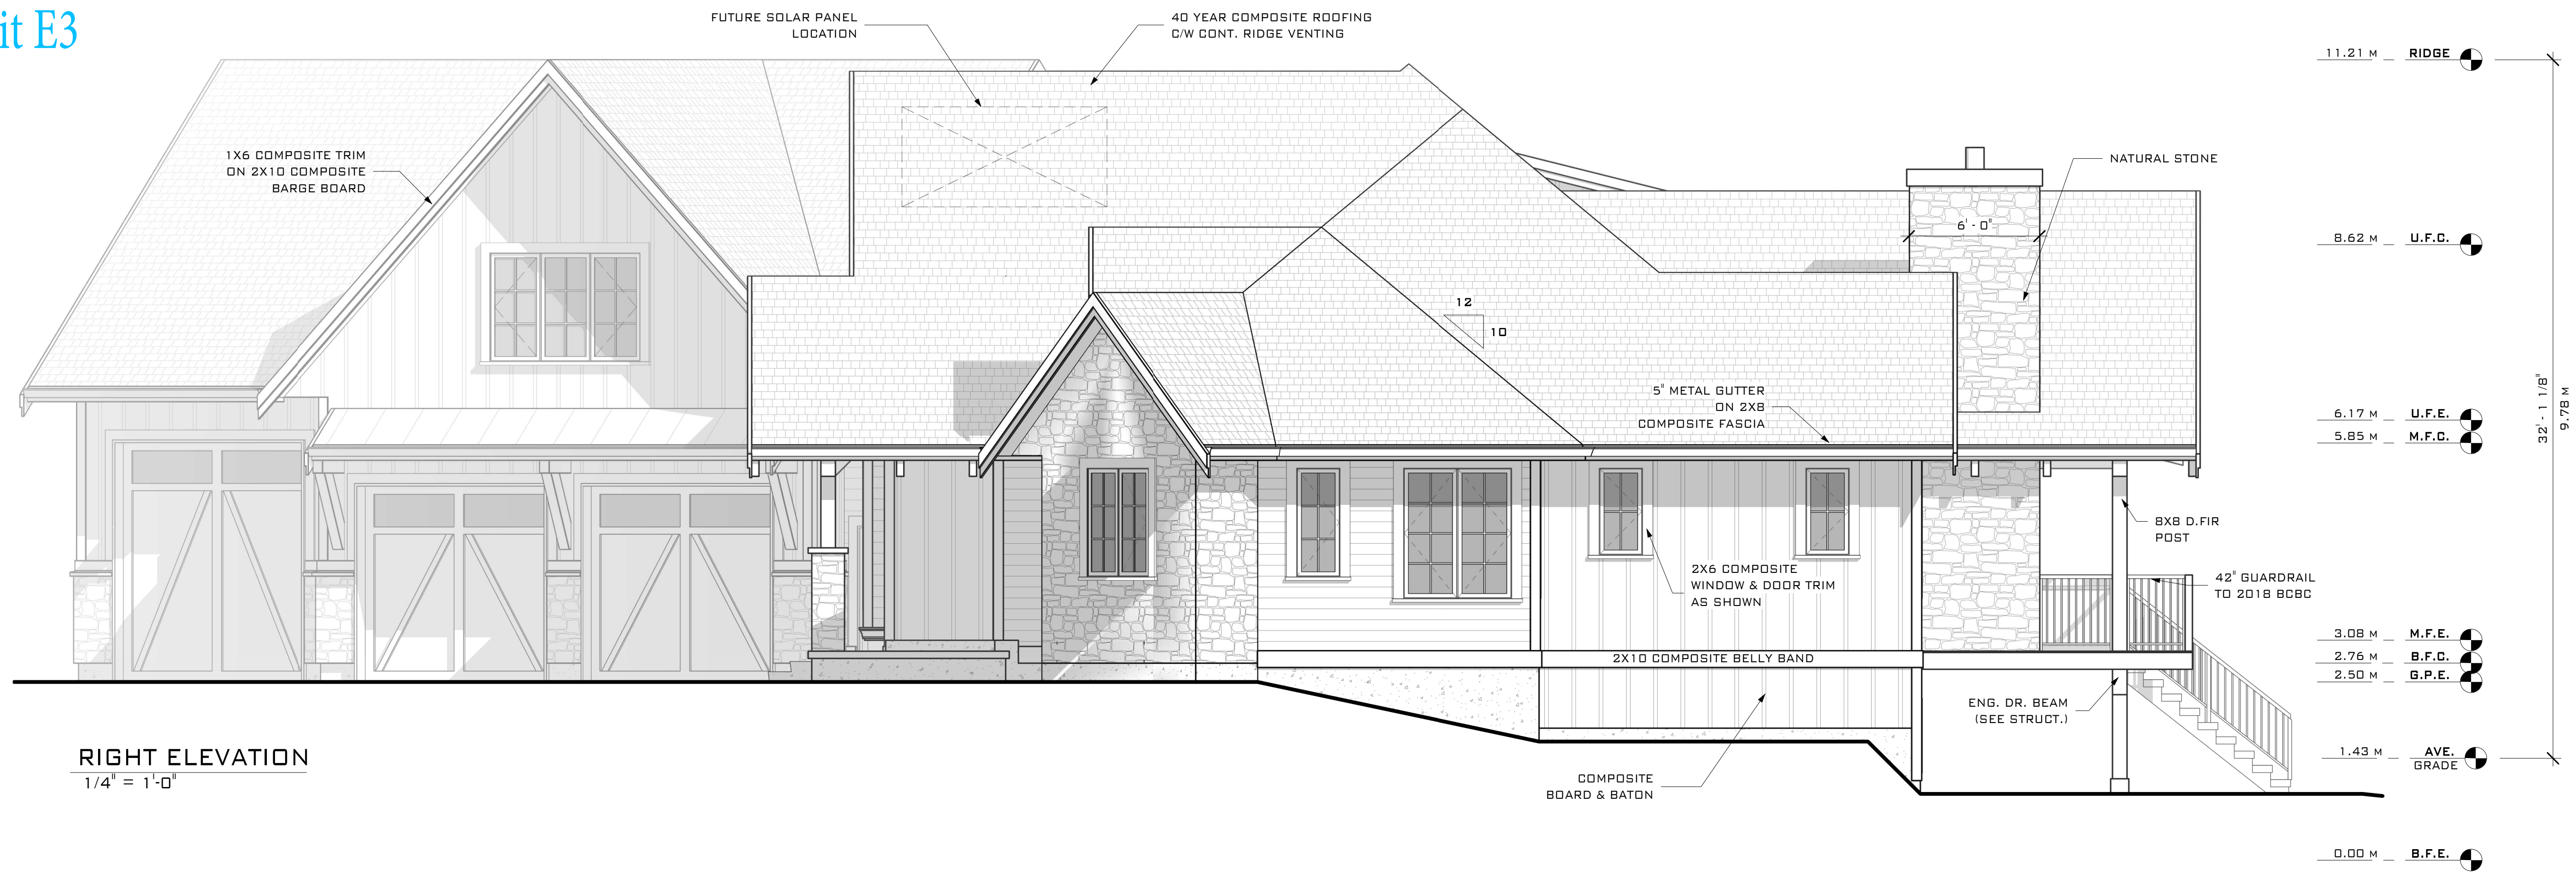 it E3
FUTURE SOLAR PANEL
LOCATION
40 YEAR COMPOSITE ROOFING
C/W CONT. RIDGE VENTING
1X6 COMPOSITE TRIM
ON 2X10 COMPOSITE
BARGE BOARD
NATURAL STONE
6'-0"
12
10
5" METAL GUTTER
ON 2X8
COMPOSITE FASCIA
8X8 D.FIR
POST
2X6 COMPOSITE
WINDOW & DOOR TRIM
AS SHOWN
42" GUARDRAIL
TO 2018 BCBC
2X10 COMPOSITE BELLY BAND
ENG. DR. BEAM
(SEE STRUCT.)
COMPOSITE
BOARD & BATON
RIGHT ELEVATION
1/4" = 1'-0"
11.21 M RIDGE
8.62 M U.F.C.
6.17 M U.F.E.
5.85 M M.F.C.
3.08 M M.F.E.
2.76 M B.F.C.
2.50 M G.P.E.
1.43 M AVE.
GRADE
0.00 M B.F.E.
32'-1 1/8"
9.78 M